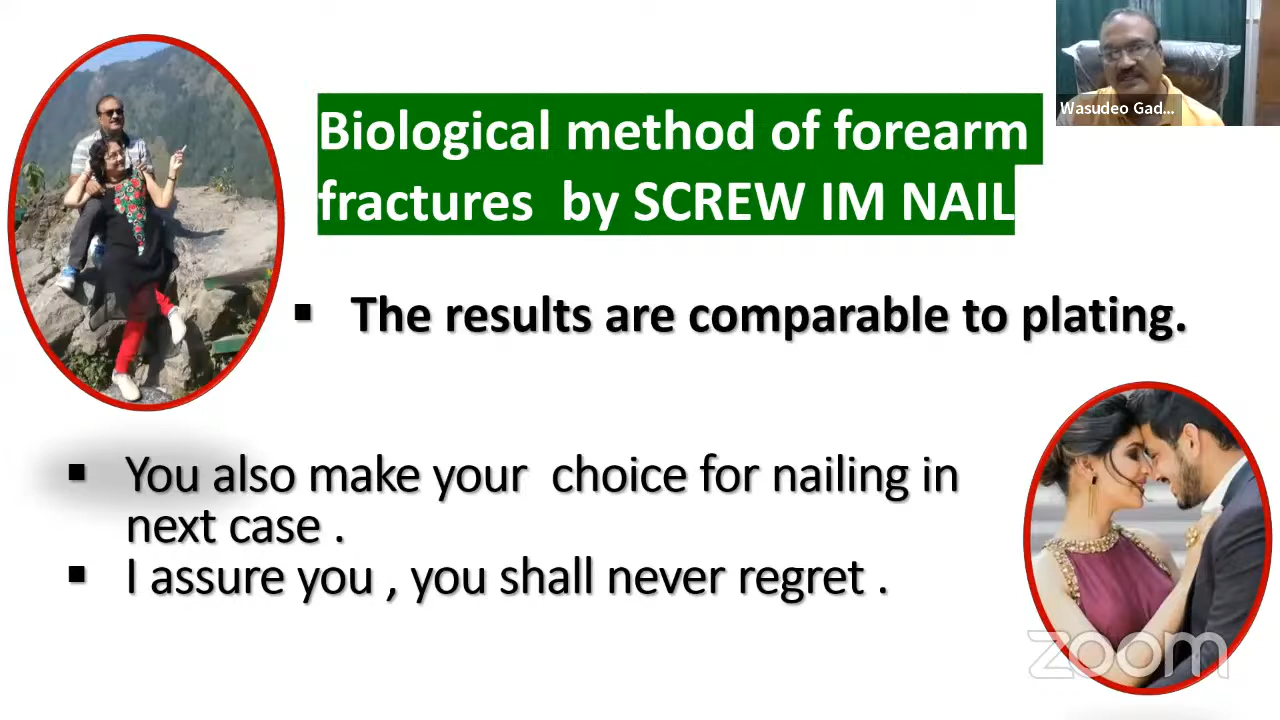 Wasudeo Gad...
Biological method of forearm
fractures by SCREW IM NAIL
▪ The results are comparable to plating.
▪ You also make your choice for nailing in
next case .
▪ I assure you , you shall never regret .
zoom